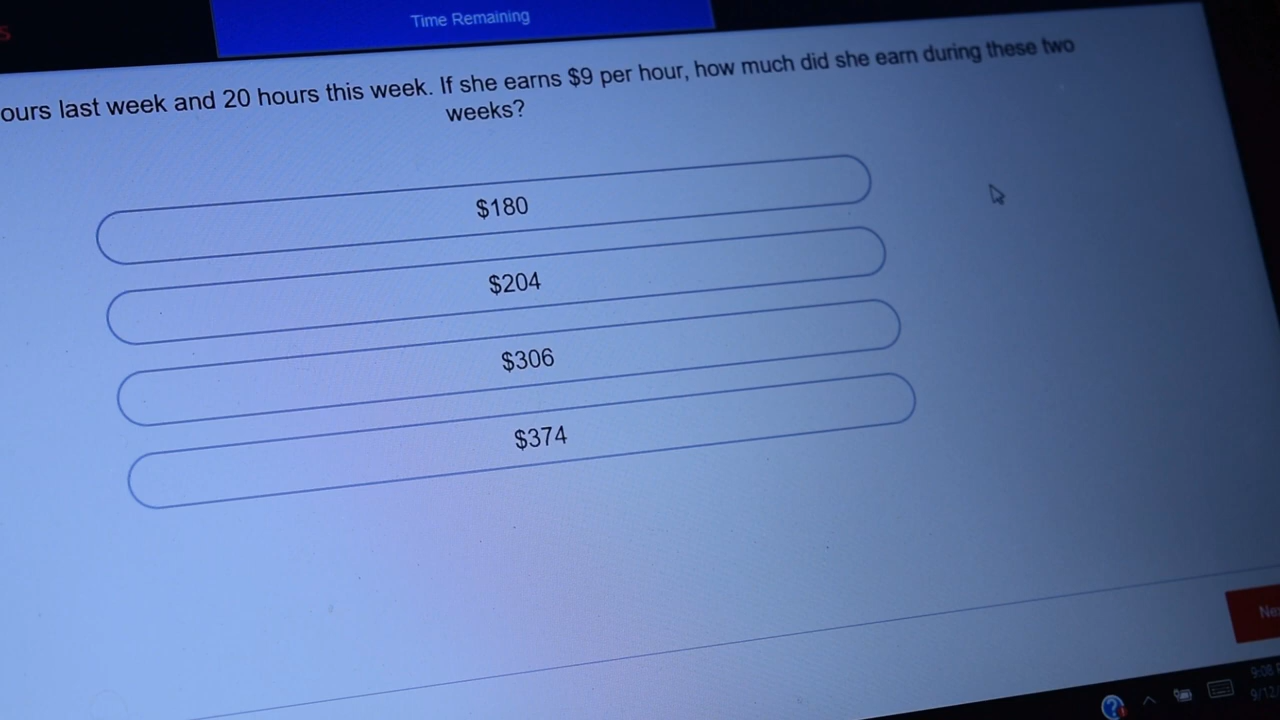 Time Remaining
ours last week and 20 hours this week. If she earns $9 per hour, how much did she earn during these two
weeks?
$180
$204
$306
$374